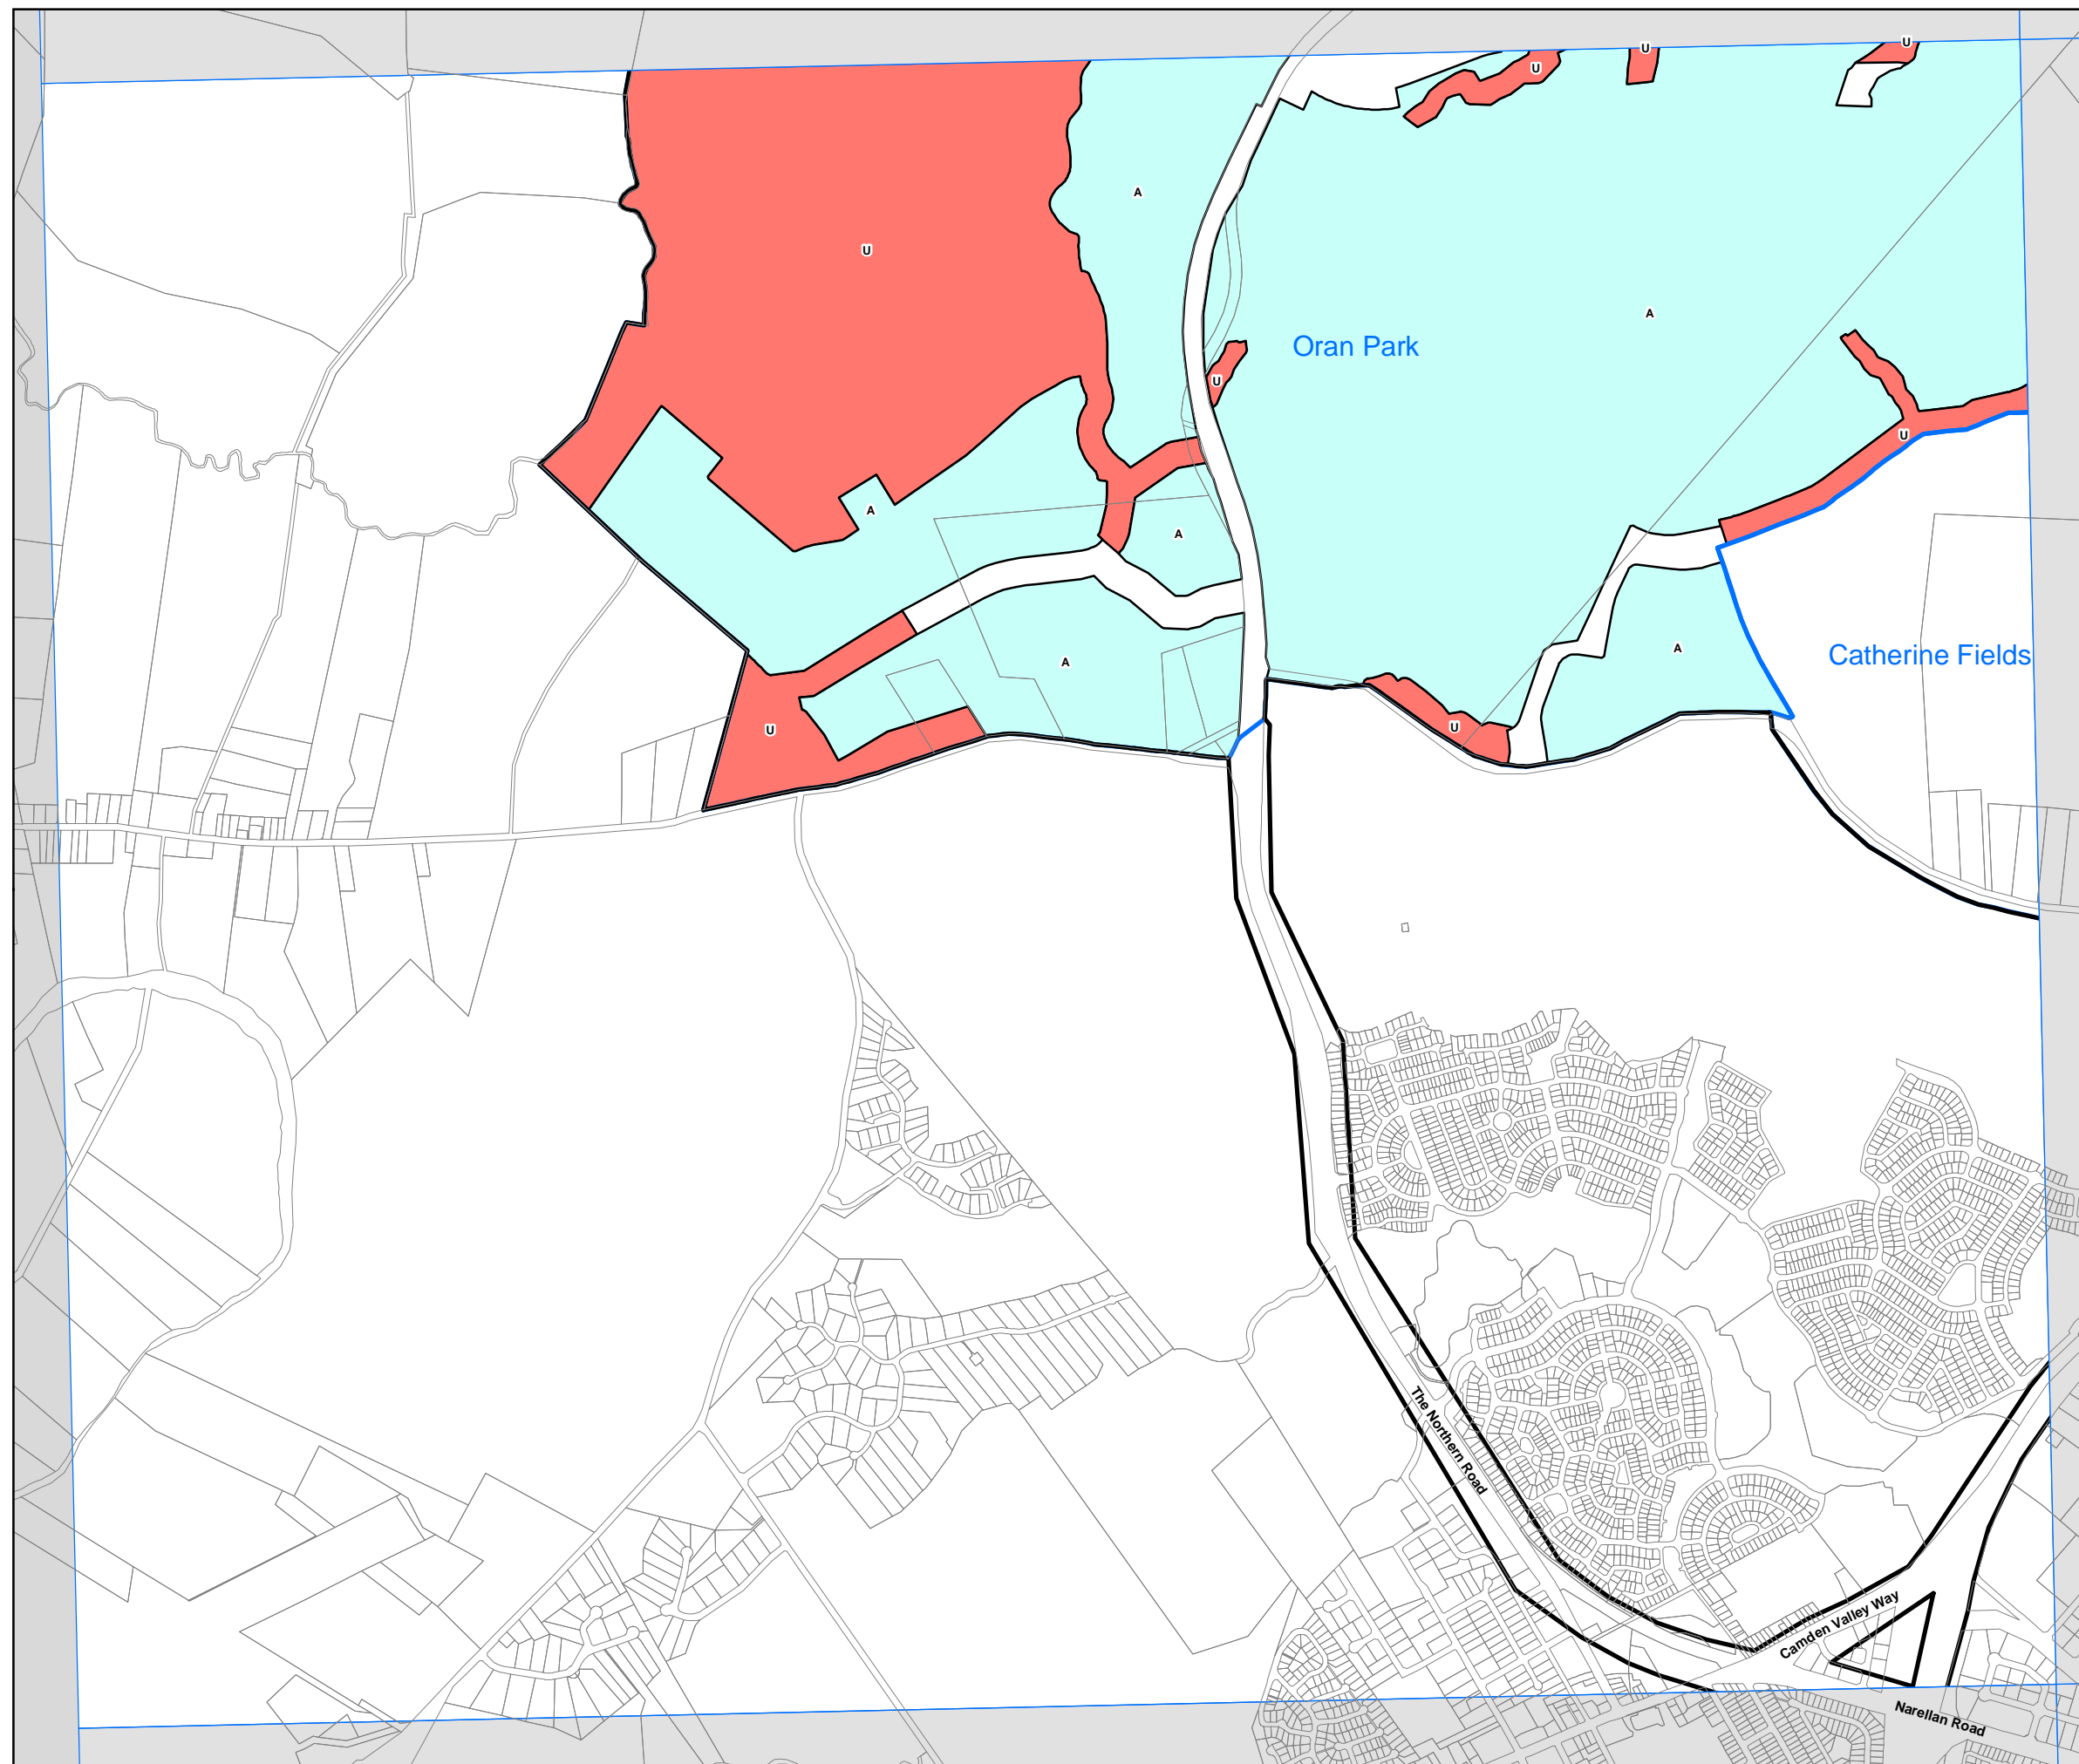 U
U
U
A
U
A
Oran Park
U
U
A
A
A
A
Catherine Fields
U
U
The Northern Road
Camden Valley Way
Narellan Road